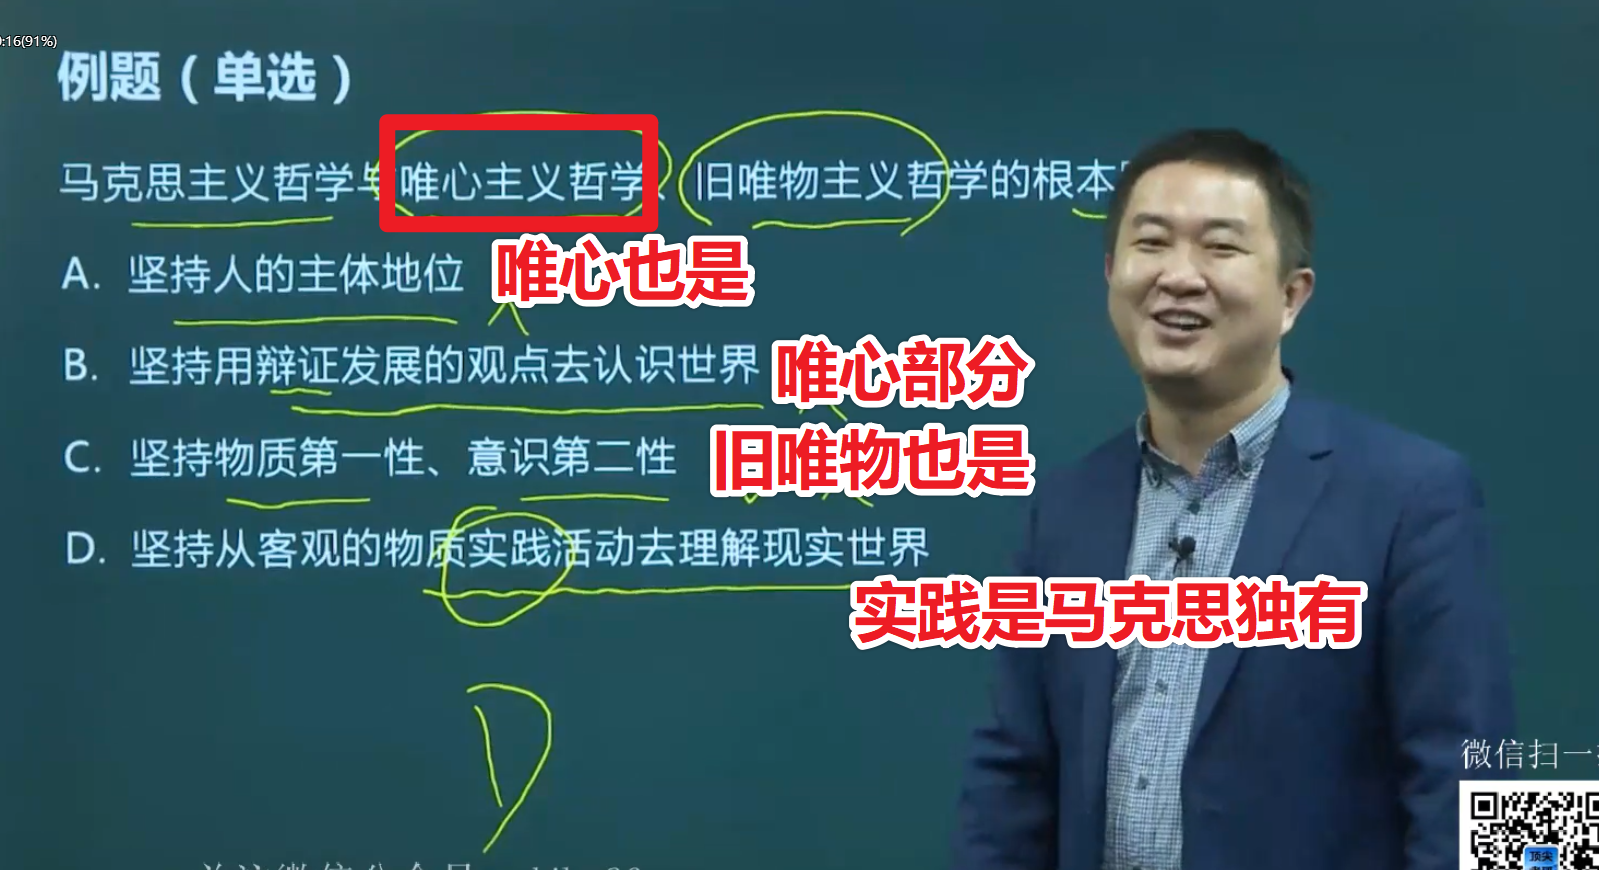 :16(91%)
例题（单选）
马克思主义哲学与唯心主义哲学、旧唯物主义哲学的根本
A. 坚持人的主体地位 唯心也是
B. 坚持用辩证发展的观点去认识世界 唯心部分
C. 坚持物质第一性、意识第二性 旧唯物也是
D. 坚持从客观的物质实践活动去理解现实世界
实践是马克思独有
D
微信扫一
顶尖